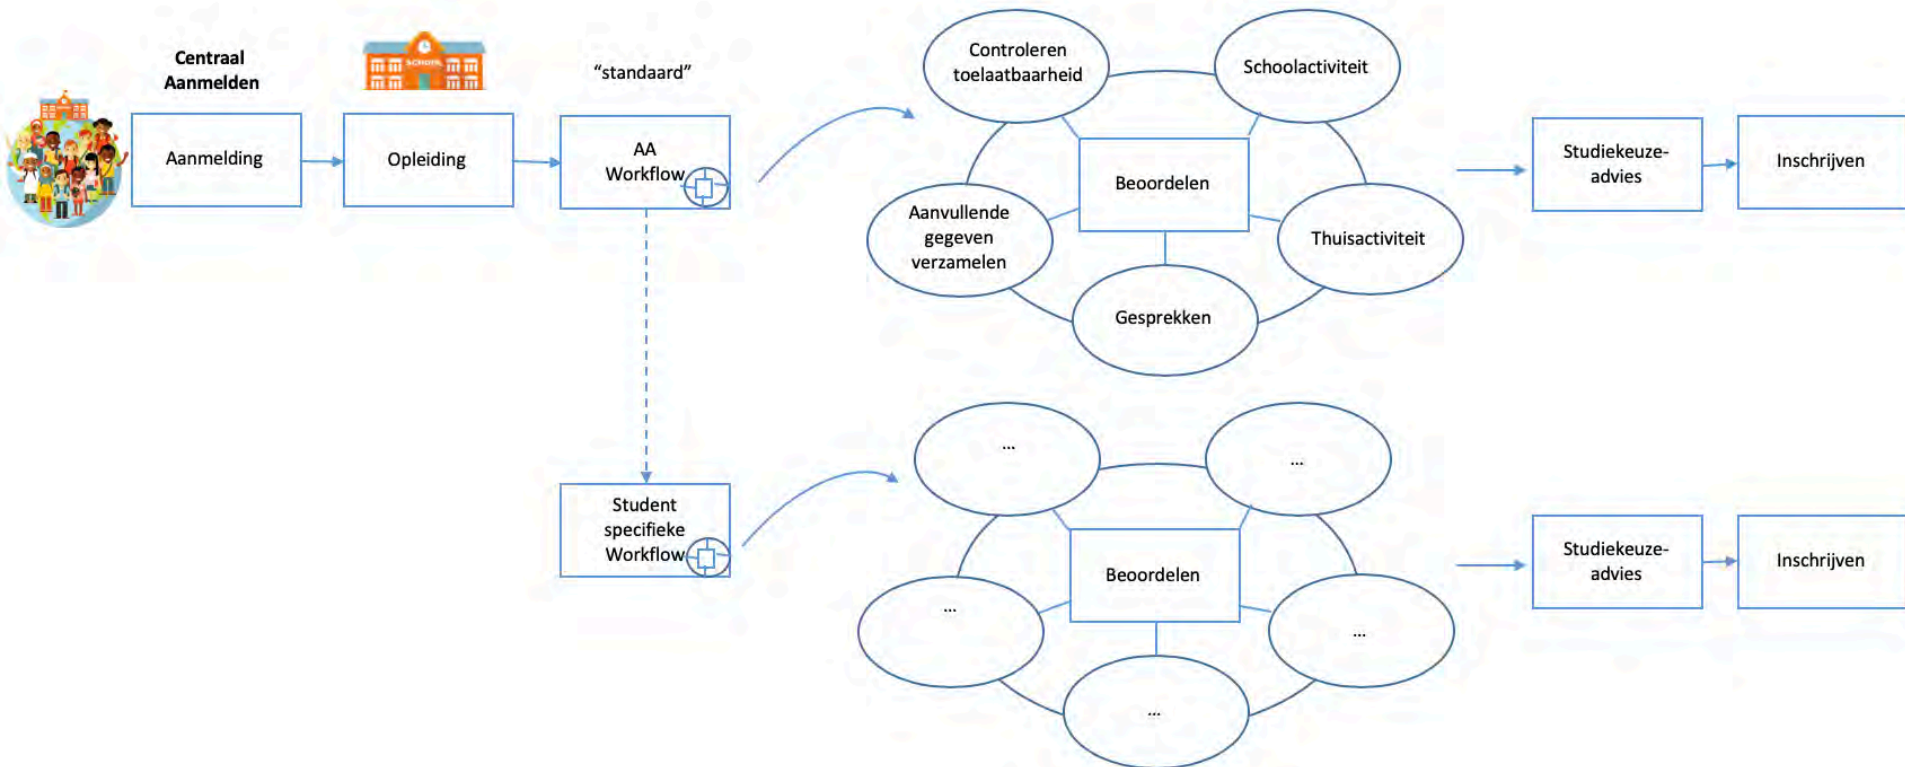 Centraal
Aanmelden
Aanmelding
SCHOOL
Opleiding
“standaard”
AA
Workflow
Controleren
toelaatbaarheid
Schoolactiviteit
Beoordelen
Aanvullende
gegeven
verzamelen
Thuisactiviteit
Gesprekken
Studiekeuze-
advies
Inschrijven
Student
specifieke
Workflow
...
...
Beoordelen
...
...
...
Studiekeuze-
advies
Inschrijven